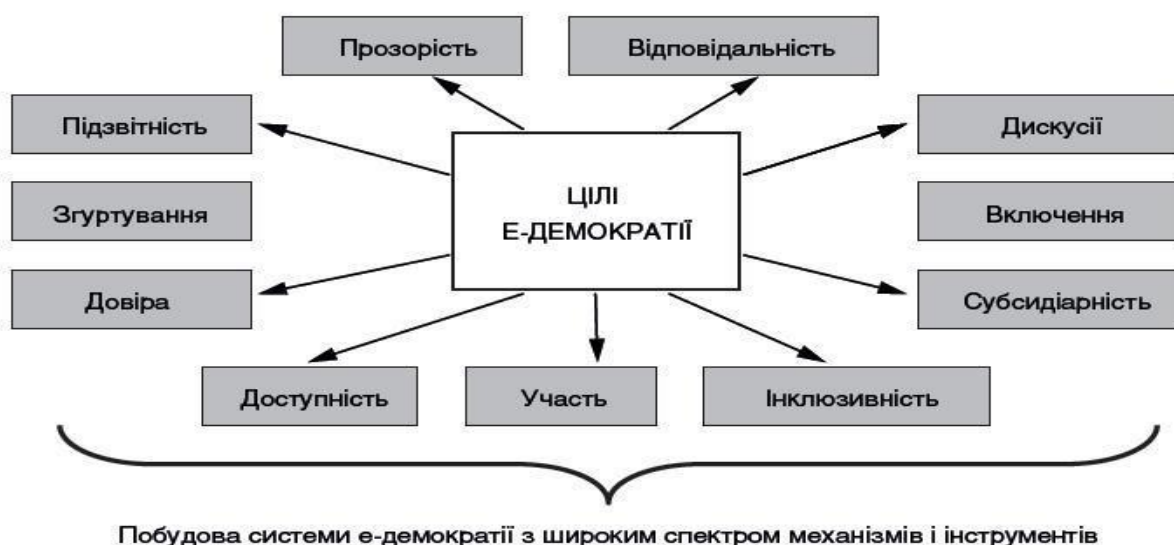 Прозорість
Відповідальність
Підзвітність
Дискусії
ЦІЛІ
Е-ДЕМОКРАТІЇ
Згуртування
Включення
Довіра
Субсидіарність
Доступність
Участь
Інклюзивність
Побудова системи е-демократії з широким спектром механізмів і інструментів